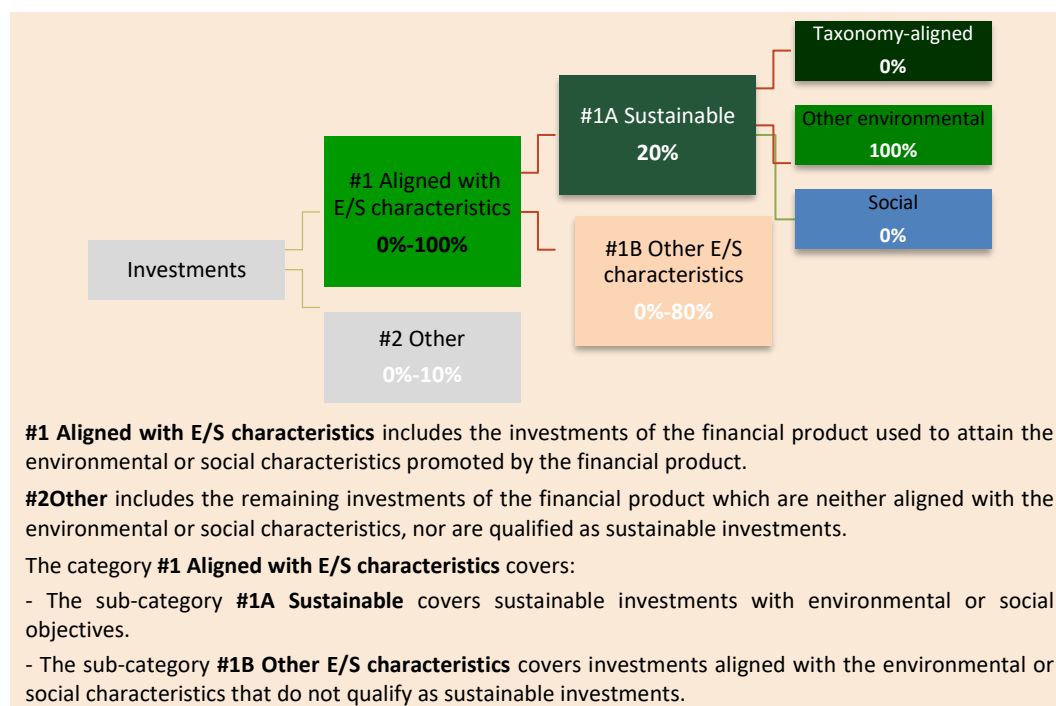 Taxonomy-aligned
0%
#1A Sustainable
20%
Other environmental
100%
#1 Aligned with
E/S characteristics
0%-100%
Social
0%
#1B Other E/S
characteristics
0%-80%
Investments
#2 Other
0%-10%
#1 Aligned with E/S characteristics includes the investments of the financial product used to attain the
environmental or social characteristics promoted by the financial product.
#2Other includes the remaining investments of the financial product which are neither aligned with the
environmental or social characteristics, nor are qualified as sustainable investments.
The category #1 Aligned with E/S characteristics covers:
- The sub-category #1A Sustainable covers sustainable investments with environmental or social
objectives.
- The sub-category #1B Other E/S characteristics covers investments aligned with the environmental or
social characteristics that do not qualify as sustainable investments.